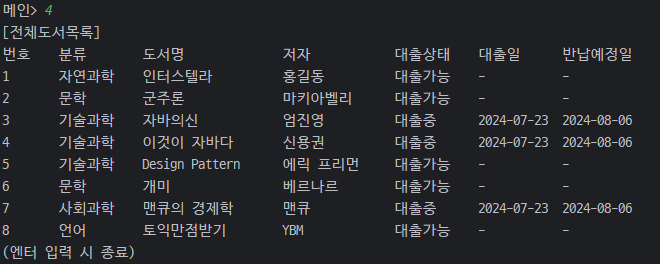 메인> 4
[전체도서목록]
번호 분류 도서명 저자 대출상태 대출일 반납예정일
1 자연과학 인터스텔라 홍길동 대출가능 - -
2 문학 군주론 마키아벨리 대출가능 - -
3 기술과학 자바의신 엄진영 대출중 2024-07-23 2024-08-06
4 기술과학 이것이 자바다 신용권 대출중 2024-07-23 2024-08-06
5 기술과학 Design Pattern 에릭 프리먼 대출가능 - -
6 문학 개미 베르나르 대출가능 - -
7 사회과학 맨큐의 경제학 맨큐 대출중 2024-07-23 2024-08-06
8 언어 토익만점받기 YBM 대출가능 - -
(엔터 입력 시 종료)